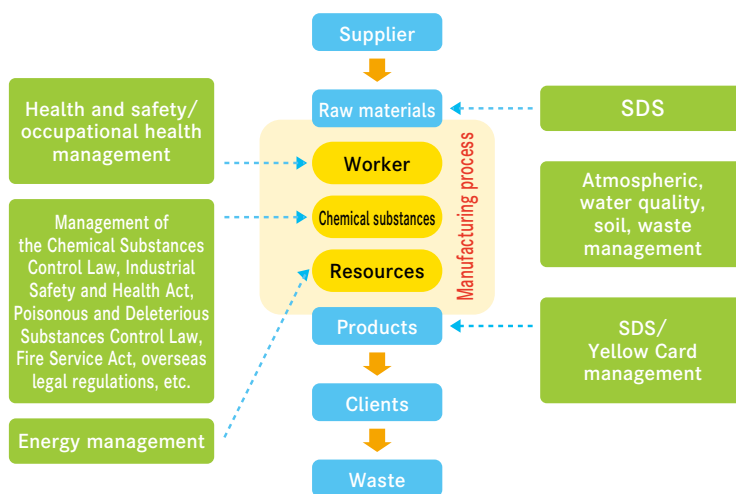 Supplier
Raw materials
SDS
Health and safety/
occupational health
management
Worker
Chemical substances
Resources
Manufacturing process
Atmospheric,
water quality,
soil, waste
management
Management of
the Chemical Substances
Control Law, Industrial
Safety and Health Act,
Poisonous and Deleterious
Substances Control Law,
Fire Service Act, overseas
legal regulations, etc.
Products
SDS/
Yellow Card
management
Clients
Energy management
Waste